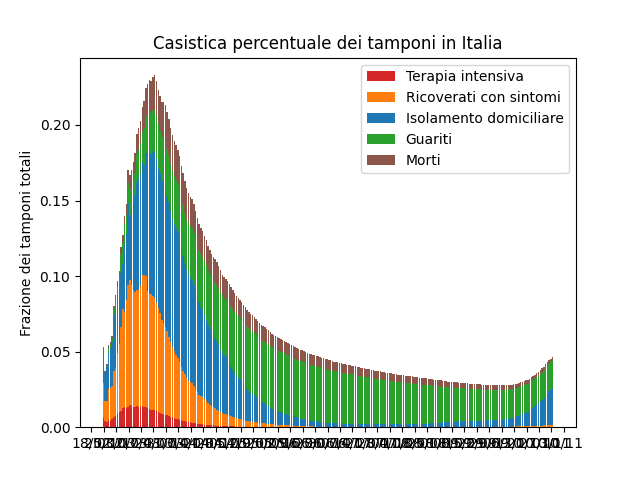 Casistica percentuale dei tamponi in Italia
Terapia intensiva
Ricoverati con sintomi
Isolamento domiciliare
Guariti
Morti
Frazione dei tamponi totali
0.20
0.15
0.10
0.05
0.00